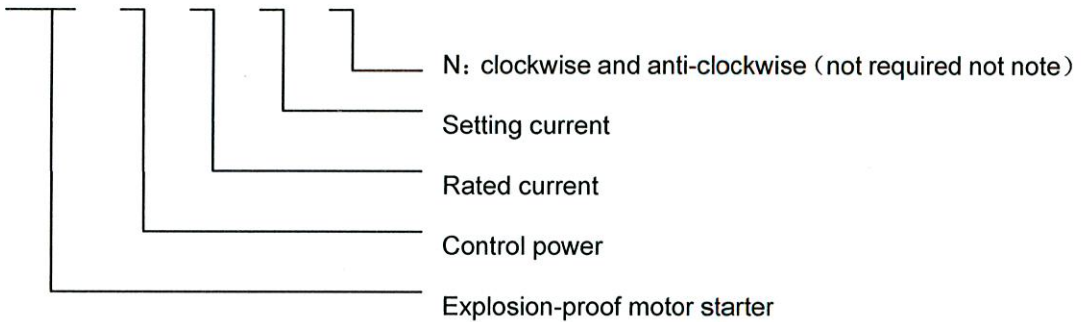 N: clockwise and anti-clockwise (not required not note)
Setting current
Rated current
Control power
Explosion-proof motor starter